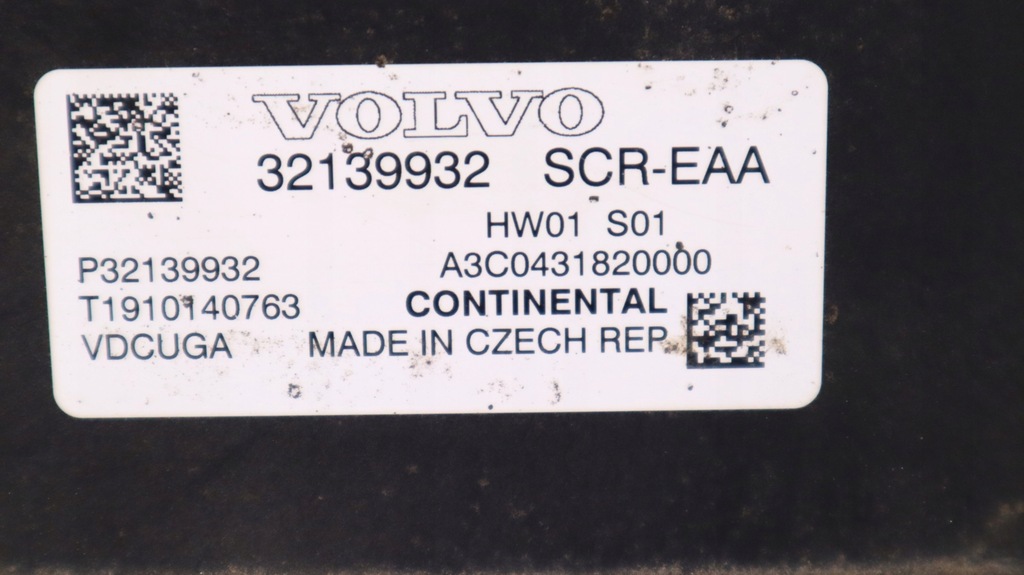 VOLVO
32139932 SCR-EAA
HW01 S01
P32139932 A3C0431820000
T1910140763 CONTINENTAL
VDCUGA MADE IN CZECH REP